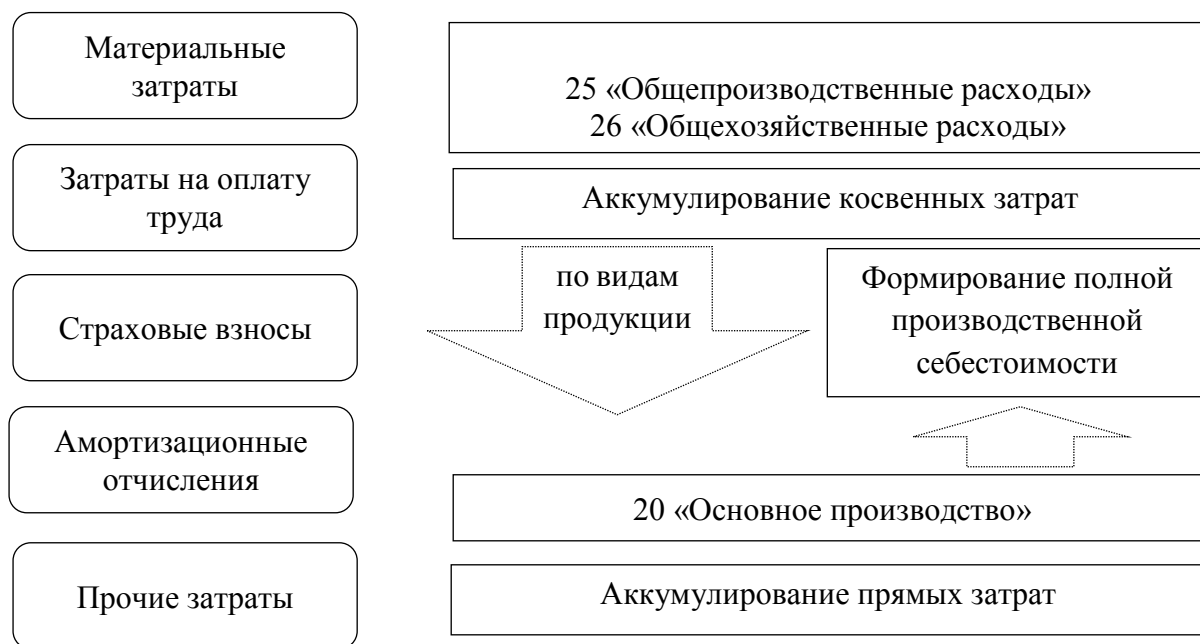 Материальные
затраты
Затраты на оплату
труда
Страховые взносы
Амортизационные
отчисления
Прочие затраты
25 «Общепроизводственные расходы»
26 «Общехозяйственные расходы»
Аккумулирование косвенных затрат
по видам
продукции
Формирование полной
производственной
себестоимости
20 «Основное производство»
Аккумулирование прямых затрат